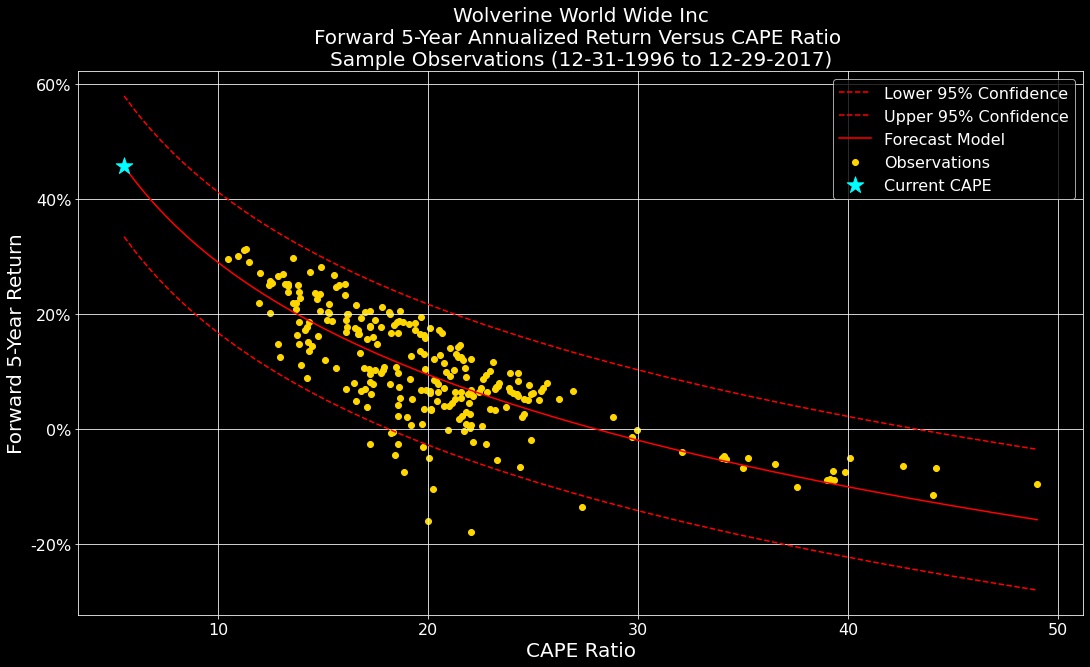 Wolverine World Wide Inc
Forward 5-Year Annualized Return Versus CAPE Ratio
Sample Observations (12-31-1996 to 12-29-2017)
Lower 95% Confidence
Upper 95% Confidence
Forecast Model
Observations
Current CAPE
Forward 5-Year Return
60%
40%
20%
0%
-20%
10 20 30 40 50
CAPE Ratio